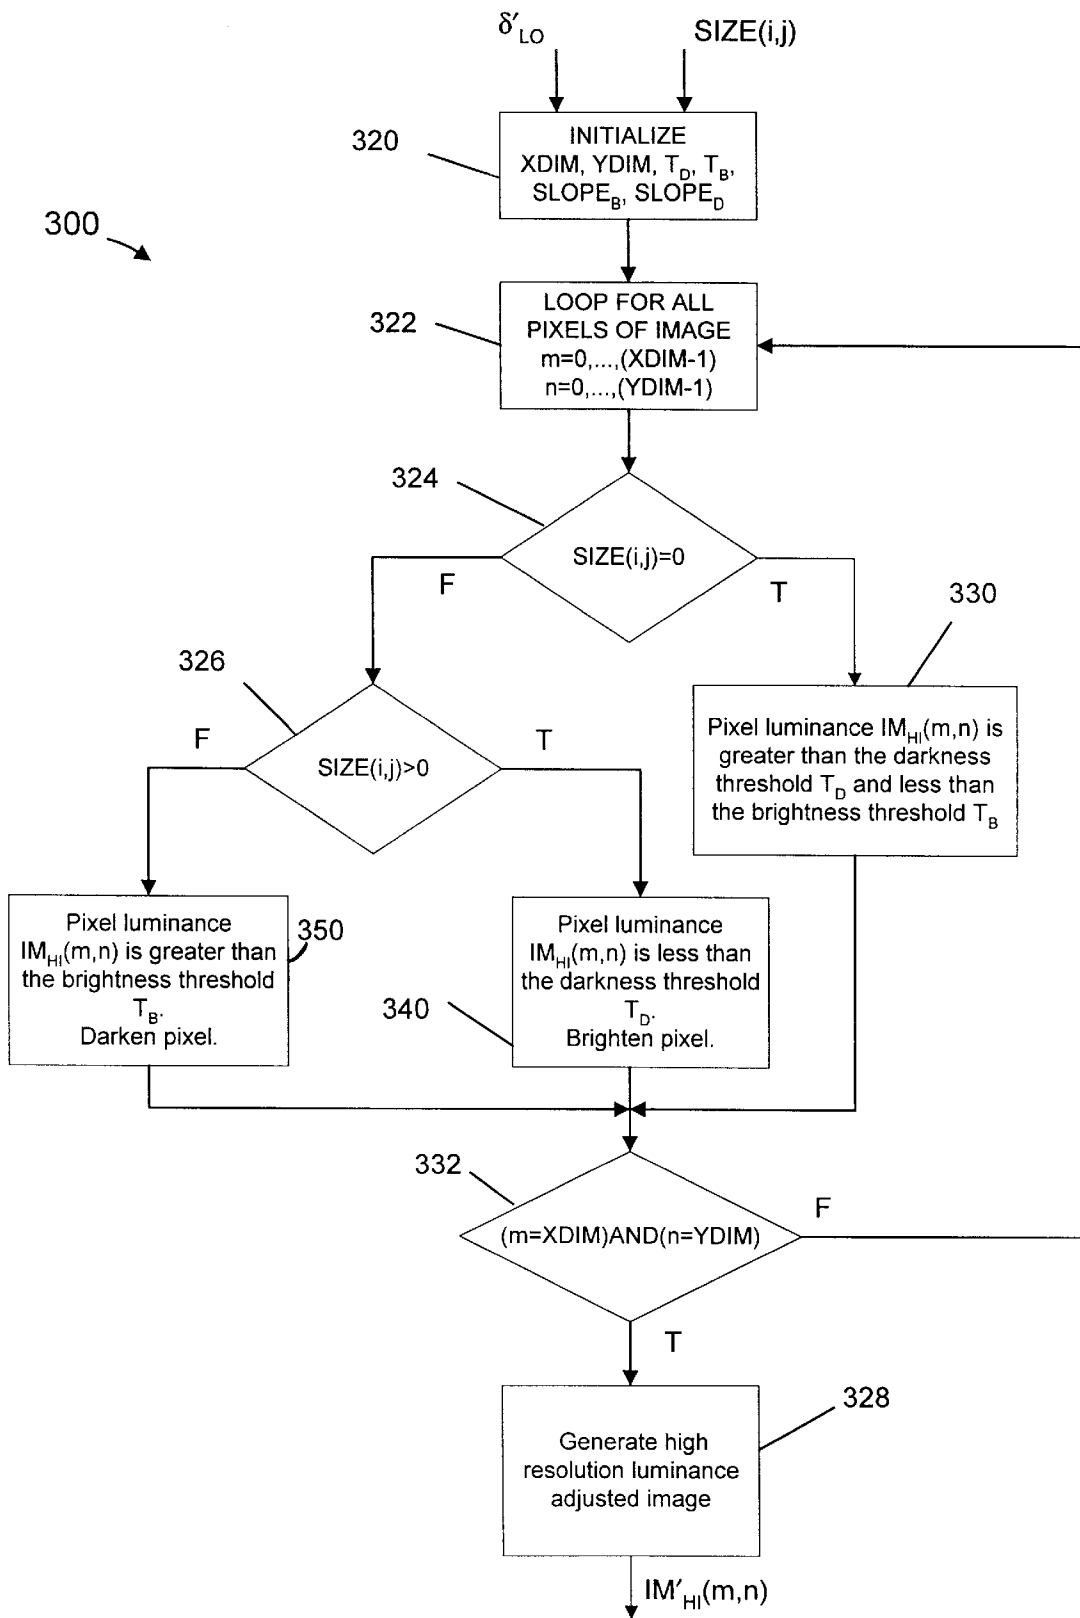 δ′LO
SIZE(i,j)
320
INITIALIZE
XDIM, YDIM, TD, TB,
SLOPEB, SLOPED
300
322
LOOP FOR ALL
PIXELS OF IMAGE
m=0,...,(XDIM-1)
n=0,...,(YDIM-1)
324
SIZE(i,j)=0
F
T
330
326
SIZE(i,j)>0
F
T
Pixel luminance IMHI(m,n) is
greater than the darkness
threshold TD and less than
the brightness threshold TB
Pixel luminance
IMHI(m,n) is greater than
the brightness threshold
TB.
Darken pixel.
350
Pixel luminance
IMHI(m,n) is less than
the darkness threshold
TD.
Brighten pixel.
340
332
(m=XDIM)AND(n=YDIM)
F
T
328
Generate high
resolution luminance
adjusted image
IM′HI(m,n)